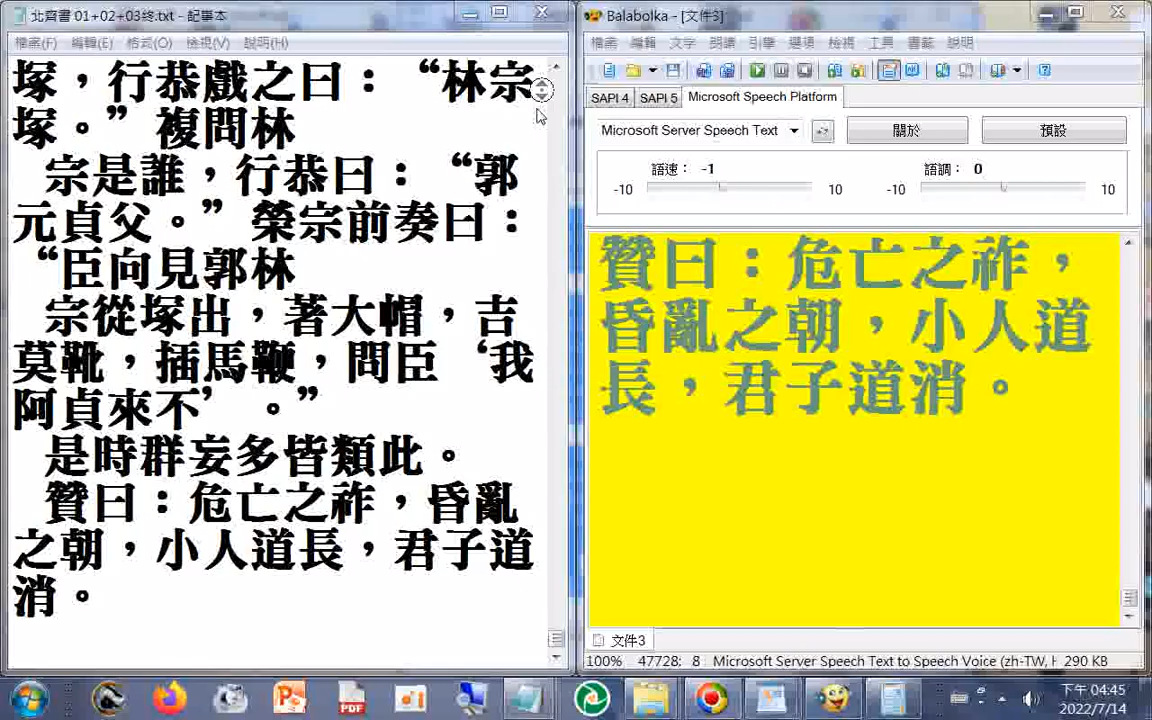 北齊書01+02+03终.txt - 記事本
檔案(F) 編輯(E) 格式(O) 檢視(V) 說明(H)
塚，行恭戲之曰：“林宗
塚。”複問林
宗是誰，行恭曰：“郭
元貞父。”榮宗前奏曰：
“臣向見郭林
宗從塚出，著大帽，吉
莫靴，插馬鞭，問臣‘我
阿貞來不’。”
是時群妄多皆類此。
贊曰：危亡之祚，昏亂
之朝，小人道長，君子道
消。
Balabolka - [文件3]
檔案 編輯 文字 朗讀 引擎 選項 檢視 工具 書籤 說明
SAPI 4 SAPI 5 Microsoft Speech Platform
Microsoft Server Speech Text 關於 預設
語速： -1 語調： 0
-10 10 -10 10
贊曰：危亡之祚，
昏亂之朝，小人道
長，君子道消。
文件3
100% 47728: 8 Microsoft Server Speech Text to Speech Voice (zh-TW, H 290 KB
PDF
下午 04:45
2022/7/14